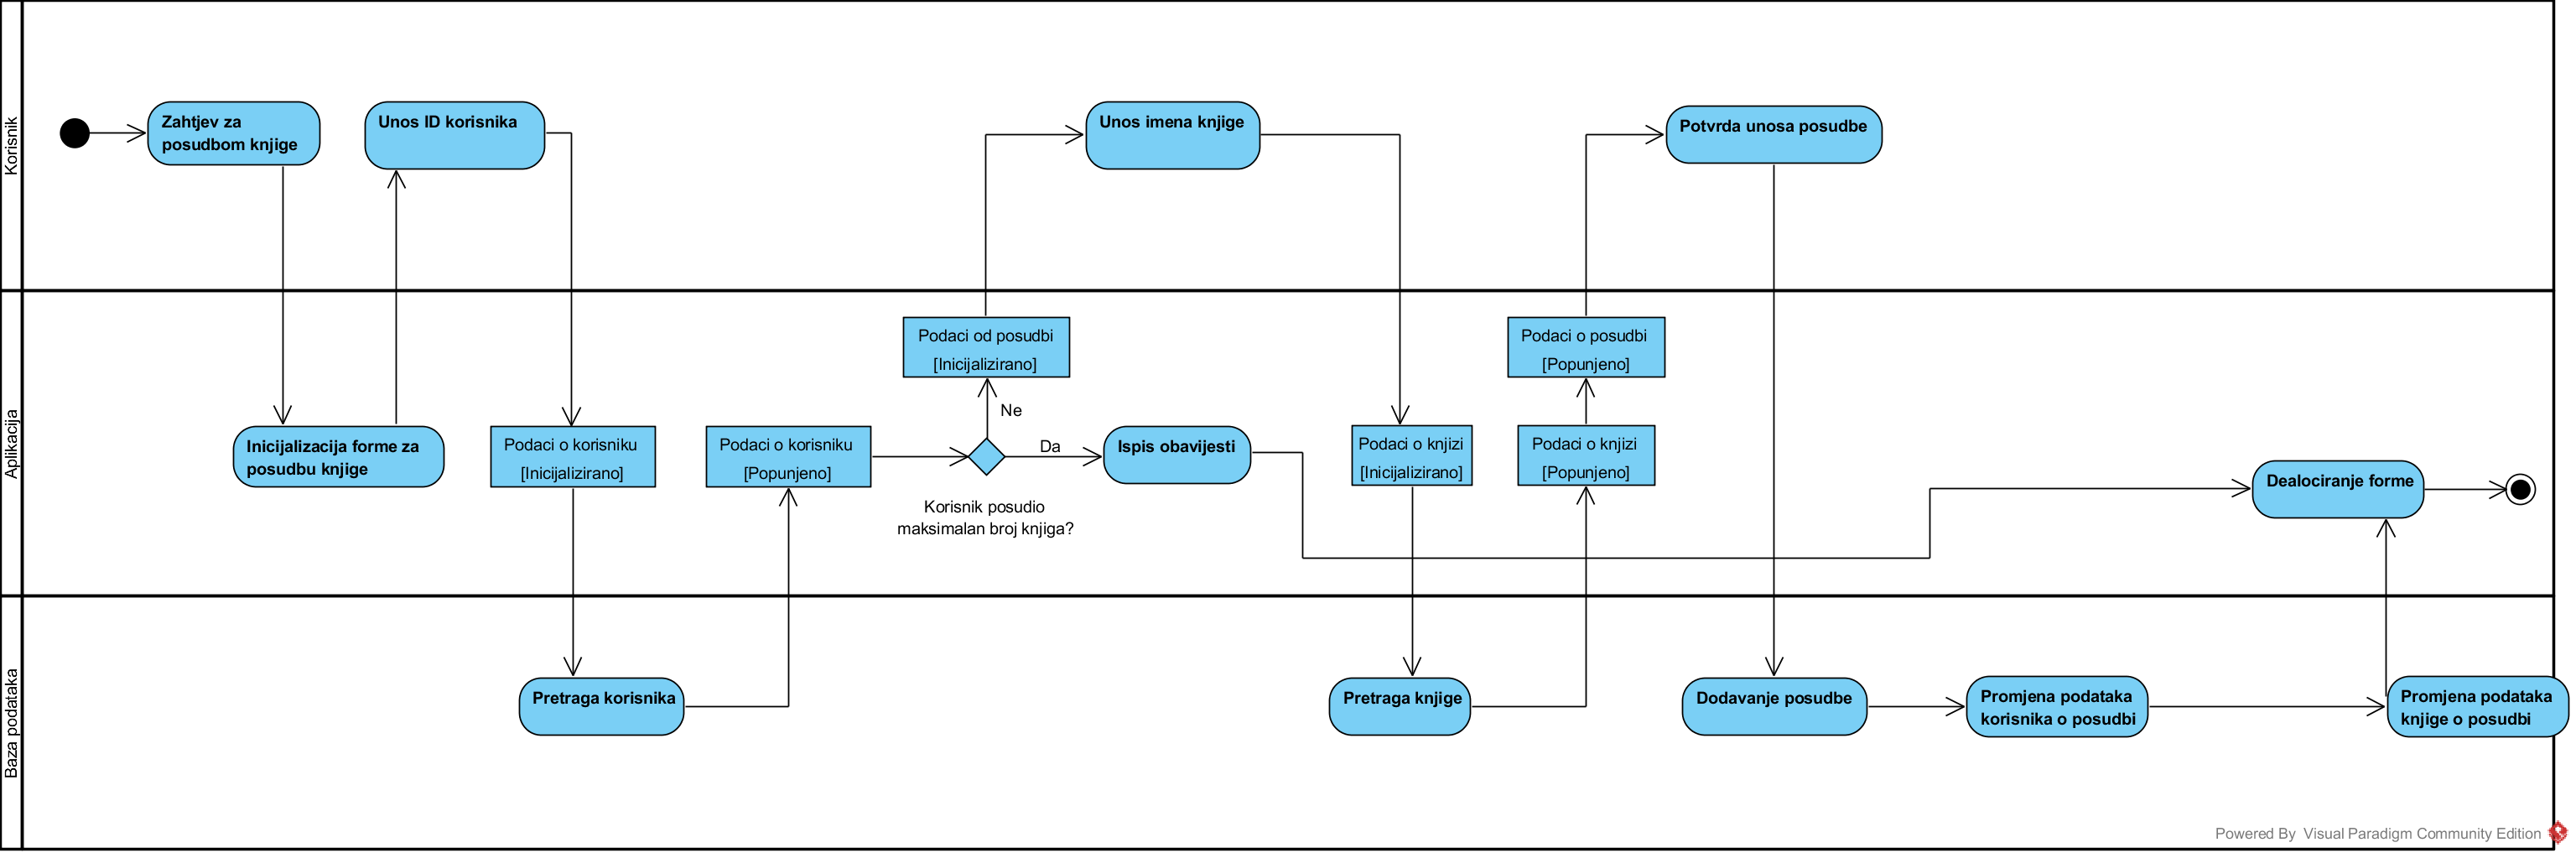 Korisnik
Zahtjev za
posudbom knjige
Unos ID korisnika
Unos imena knjige
Potvrda unosa posudbe
Aplikacija
Inicijalizacija forme za
posudbu knjige
Podaci o korisniku
[Inicijalizirano]
Podaci o korisniku
[Popunjeno]
Podaci od posudbi
[Inicijalizirano]
Ne
Da
Korisnik posudio
maksimalan broj knjiga?
Ispis obavijesti
Podaci o knjizi
[Inicijalizirano]
Podaci o posudbi
[Popunjeno]
Podaci o knjizi
[Popunjeno]
Dealociranje forme
Baza podataka
Pretraga korisnika
Pretraga knjige
Dodavanje posudbe
Promjena podataka
korisnika o posudbi
Promjena podataka
knjige o posudbi
Powered By Visual Paradigm Community Edition